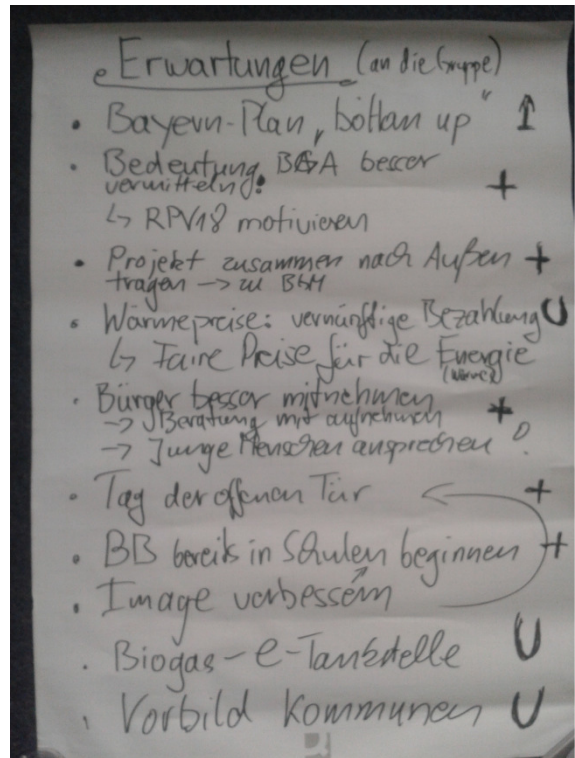 Erwartungen (an die Gruppe)
• Bayern-Plan „bottom up“ ↑
• Bedeutung BGA besser
vermitteln! +
↳ RPV18 motivieren
• Projekt zusammen nach Außen +
tragen → zu
• Wärmepreise: vernünftige Bezahlung U
↳ Faire Preise für die Energie
• Bürger besser mitnehmen
→ Beratung mit aufnehmen +
→ Junge Menschen ansprechen !
• Tag der offenen Tür +
• BB bereits in Schulen beginnen +
• Image verbessern
• Biogas-e-Tankstelle U
• Vorbild Kommunen U